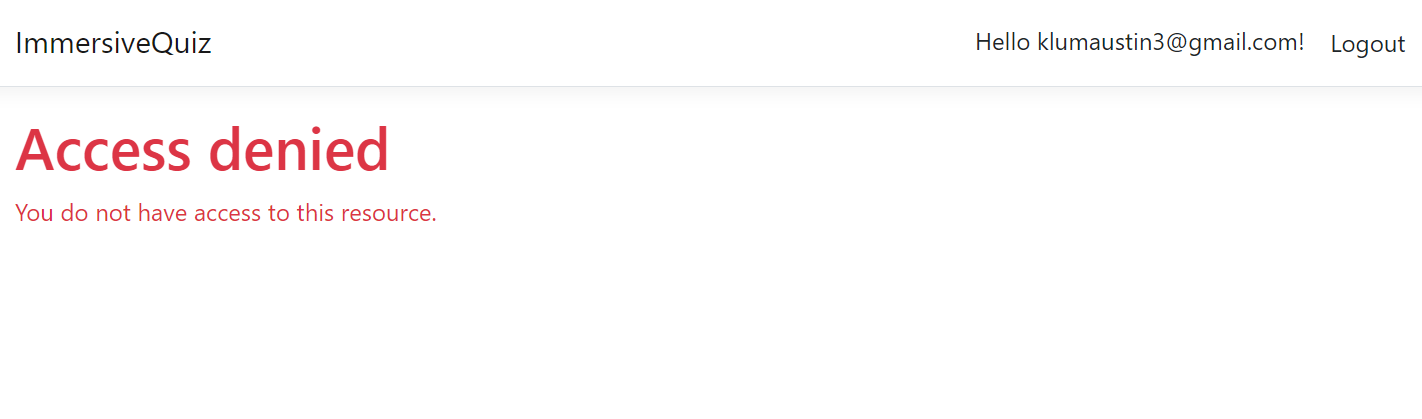 ImmersiveQuiz
Hello klumaustin3@gmail.com!
Logout
Access denied
You do not have access to this resource.